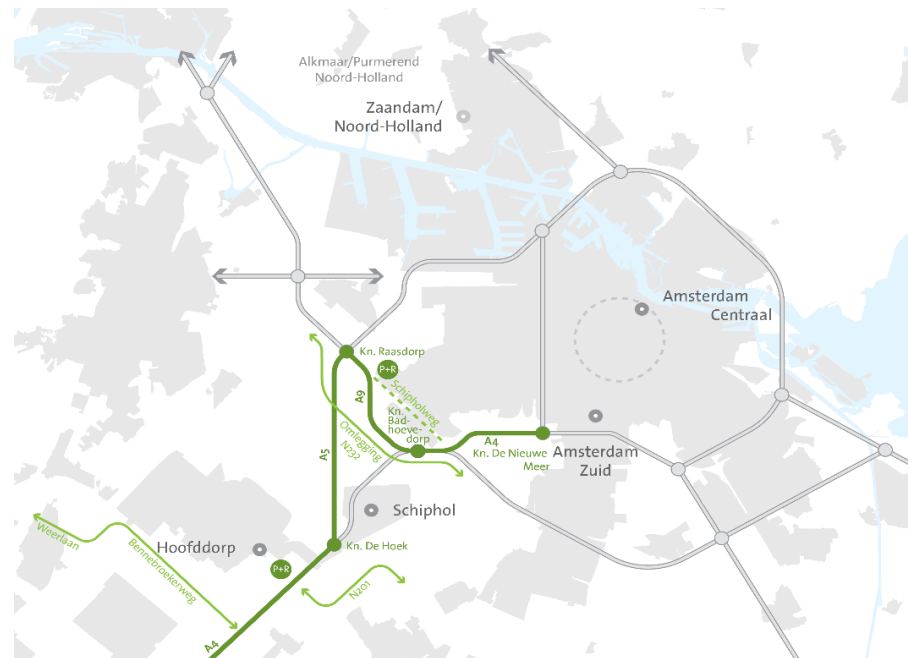 Alkmaar/Purmerend
Noord-Holland
Zaandam/
Noord-Holland
Amsterdam
Centraal
Kn. Raasdorp
P+R
Schipholweg
A9
Kn.
Bad-
hoeve-
dorp
Omlegging
N232
A5
A4
Kn. De Nieuwe
Meer
Amsterdam
Zuid
Schiphol
Weerlaan
Bennebroekerweg
Hoofddorp
Kn. De Hoek
P+R
N201
A4